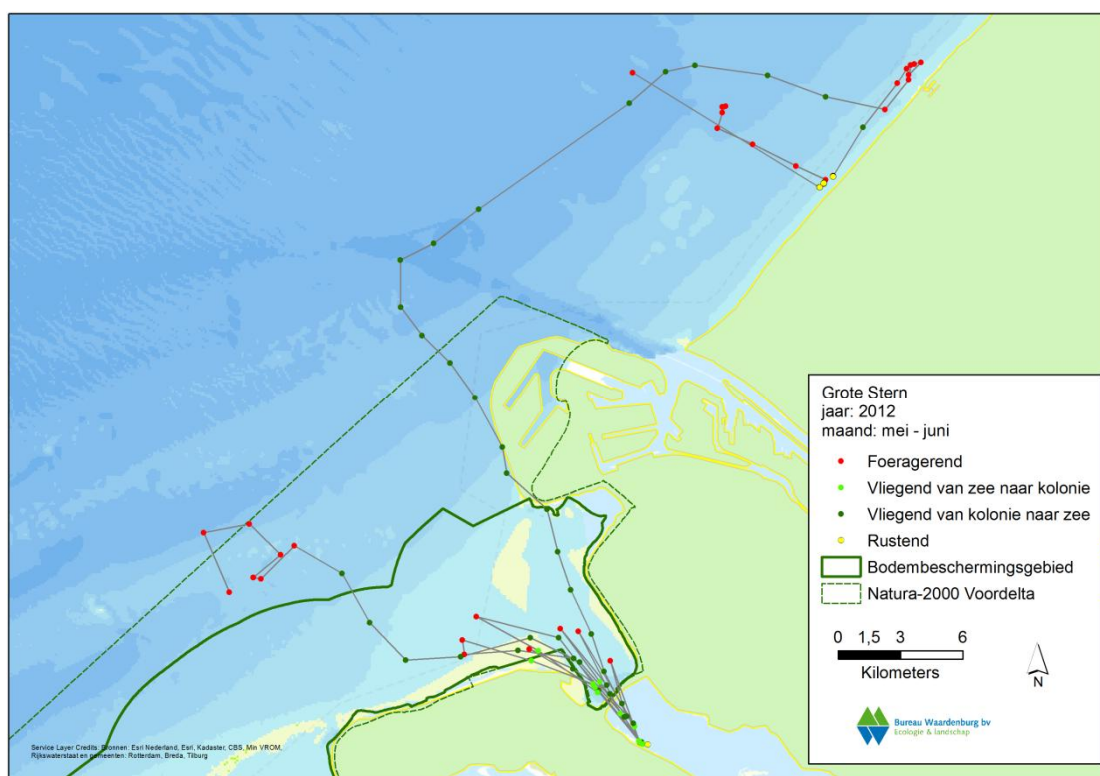 Grote Stern
jaar: 2012
maand: mei - juni
Foeragerend
Vliegend van zee naar kolonie
Vliegend van kolonie naar zee
Rustend
Bodembeschermingsgebied
Natura-2000 Voordelta
0 1,5 3 6
Kilometers
N
Bureau Waardenburg bv
Ecologie & landschap
Service Layer Credits: Bronnen: Esri Nederland, Esri, Kadaster, CBS, Min VROM,
Rijkswaterstaat en gemeenten: Rotterdam, Breda, Tilburg